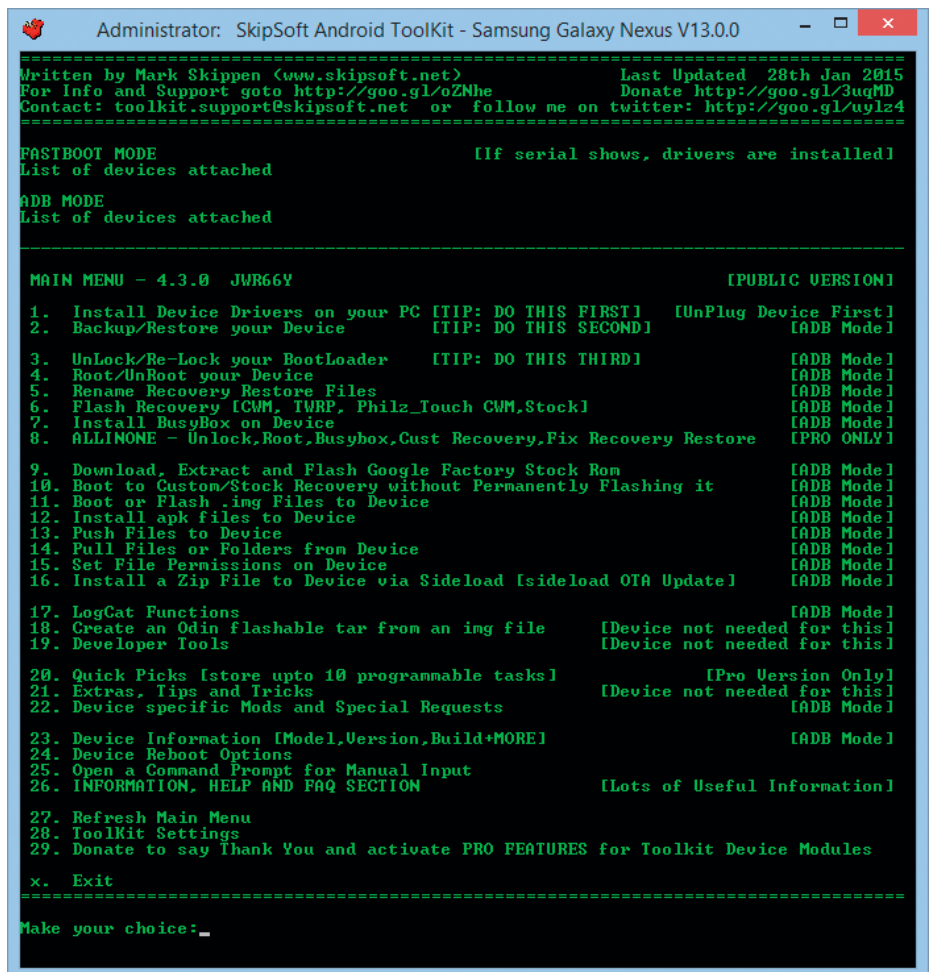 Administrator: SkipSoft Android ToolKit - Samsung Galaxy Nexus V13.0.0
Written by Mark Skippen (www.skipsoft.net) Last Updated 28th Jan 2015
For Info and Support goto http://goo.gl/oZNhe Donate http://goo.gl/3uqMD
Contact: toolkit.support@skipsoft.net or follow me on twitter: http://goo.gl/uylz4
FASTBOOT MODE [If serial shows, drivers are installed]
List of devices attached
ADB MODE
List of devices attached
MAIN MENU - 4.3.0 JWR66Y [PUBLIC VERSION]
1. Install Device Drivers on your PC [TIP: DO THIS FIRST] [UnPlug Device First]
2. Backup/Restore your Device [TIP: DO THIS SECOND] [ADB Mode]
3. UnLock/Re-Lock your BootLoader [TIP: DO THIS THIRD] [ADB Mode]
4. Root/UnRoot your Device [ADB Mode]
5. Rename Recovery Restore Files [ADB Mode]
6. Flash Recovery [CWM, TWRP, Philz_Touch CWM,Stock] [ADB Mode]
7. Install BusyBox on Device [ADB Mode]
8. ALLINONE - Unlock,Root,Busybox,Cust Recovery,Fix Recovery Restore [PRO ONLY]
9. Download, Extract and Flash Google Factory Stock Rom [ADB Mode]
10. Boot to Custom/Stock Recovery without Permanently Flashing it [ADB Mode]
11. Boot or Flash .img Files to Device [ADB Mode]
12. Install apk files to Device [ADB Mode]
13. Push Files to Device [ADB Mode]
14. Pull Files or Folders from Device [ADB Mode]
15. Set File Permissions on Device [ADB Mode]
16. Install a Zip File to Device via Sideload [sideload OTA Update] [ADB Mode]
17. LogCat Functions [ADB Mode]
18. Create an Odin flashable tar from an img file [Device not needed for this]
19. Developer Tools [Device not needed for this]
20. Quick Picks [store upto 10 programmable tasks] [Pro Version Only]
21. Extras, Tips and Tricks [Device not needed for this]
22. Device specific Mods and Special Requests [ADB Mode]
23. Device Information [Model,Version,Build+MORE] [ADB Mode]
24. Device Reboot Options
25. Open a Command Prompt for Manual Input
26. INFORMATION, HELP AND FAQ SECTION [Lots of Useful Information]
27. Refresh Main Menu
28. ToolKit Settings
29. Donate to say Thank You and activate PRO FEATURES for Toolkit Device Modules
x. Exit
Make your choice:_